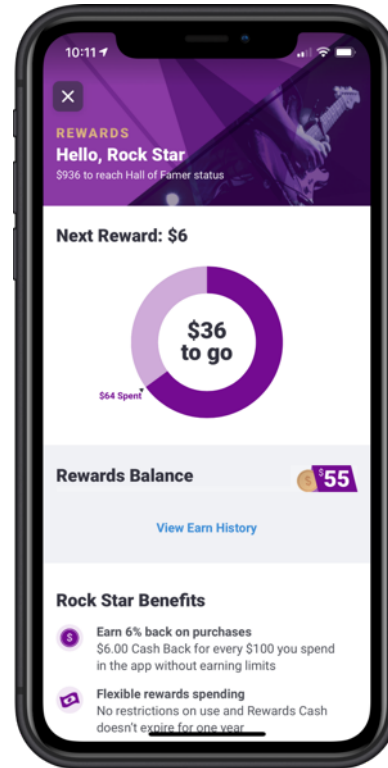 10:11
REWARDS
Hello, Rock Star
$936 to reach Hall of Famer status
Next Reward: $6
$36
to go
$64 Spent
Rewards Balance
$55
View Earn History
Rock Star Benefits
Earn 6% back on purchases
$6.00 Cash Back for every $100 you spend
in the app without earning limits
Flexible rewards spending
No restrictions on use and Rewards Cash
doesn't expire for one year